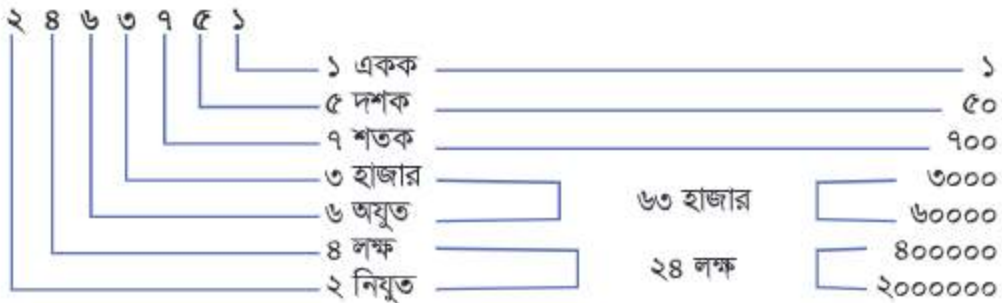 ২ ৪ ৬ ৩ ৭ ৫ ১
১ একক ১
৫ দশক ৫০
৭ শতক ৭০০
৩ হাজার ৩০০০
৬৩ হাজার
৬ অযুত ৬০০০০
৪ লক্ষ ৪০০০০০
২৪ লক্ষ
২ নিযুত ২০০০০০০